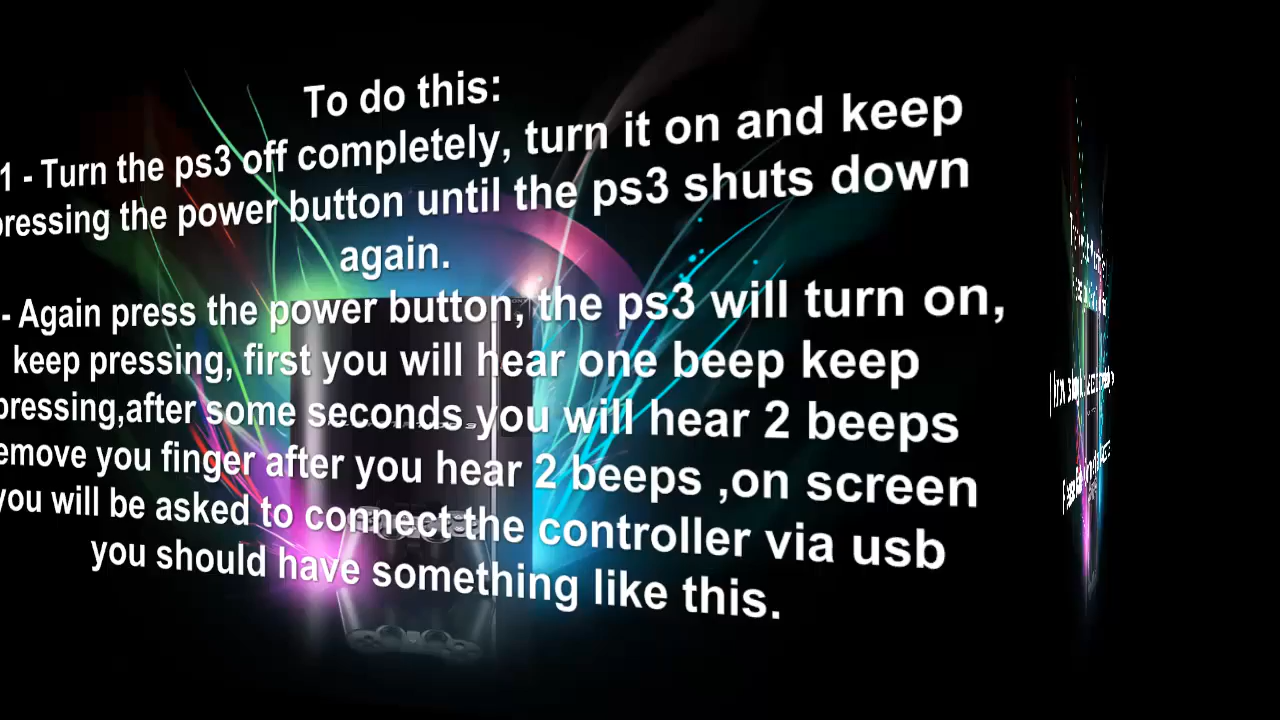 To do this:
1 - Turn the ps3 off completely, turn it on and keep
pressing the power button until the ps3 shuts down
again.
- Again press the power button, the ps3 will turn on,
keep pressing, first you will hear one beep keep
pressing,after some seconds you will hear 2 beeps
emove you finger after you hear 2 beeps ,on screen
you will be asked to connect the controller via usb
you should have something like this.